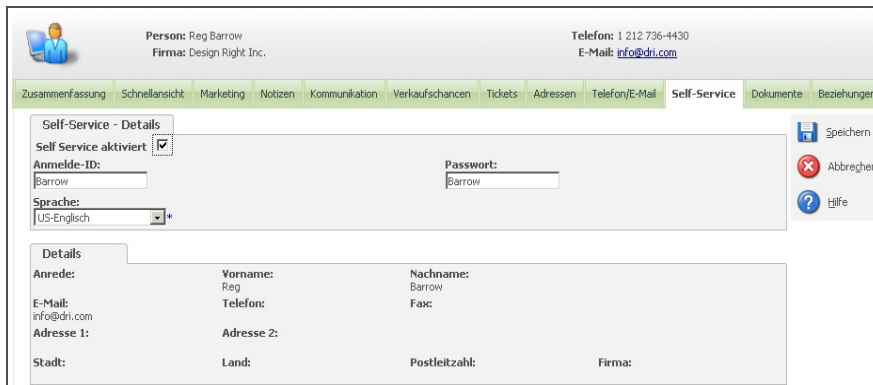 Person: Reg Barrow Telefon: 1 212 736-4430
Firma: Design Right Inc. E-Mail: info@dri.com
Zusammenfassung Schnellansicht Marketing Notizen Kommunikation Verkaufschancen Tickets Adressen Telefon/E-Mail Self-Service Dokumente Beziehungen
Self-Service - Details
Self Service aktiviert
Speichern
Anmelde-ID: Passwort:
Barrow Barrow
Abbrechen
Sprache:
US-Englisch *
Hilfe
Details
Anrede: Vorname: Nachname:
Reg Barrow
E-Mail: Telefon: Fax:
info@dri.com
Adresse 1: Adresse 2:
Stadt: Land: Postleitzahl: Firma: